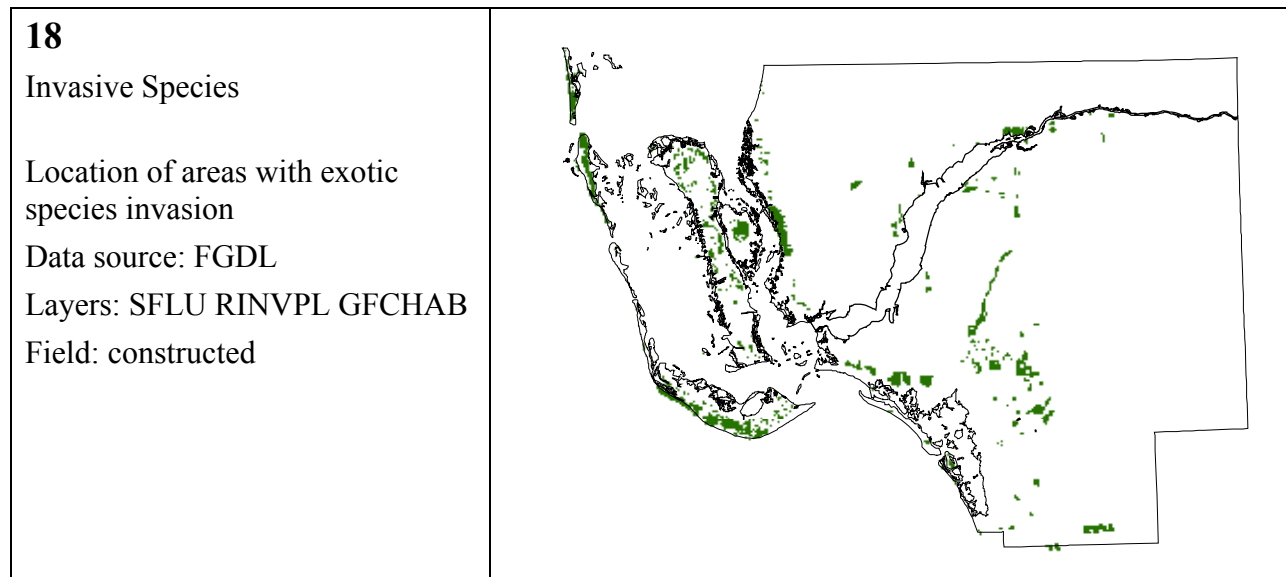 18
Invasive Species
Location of areas with exotic
species invasion
Data source: FGDL
Layers: SFLU RINVPL GFCHAB
Field: constructed